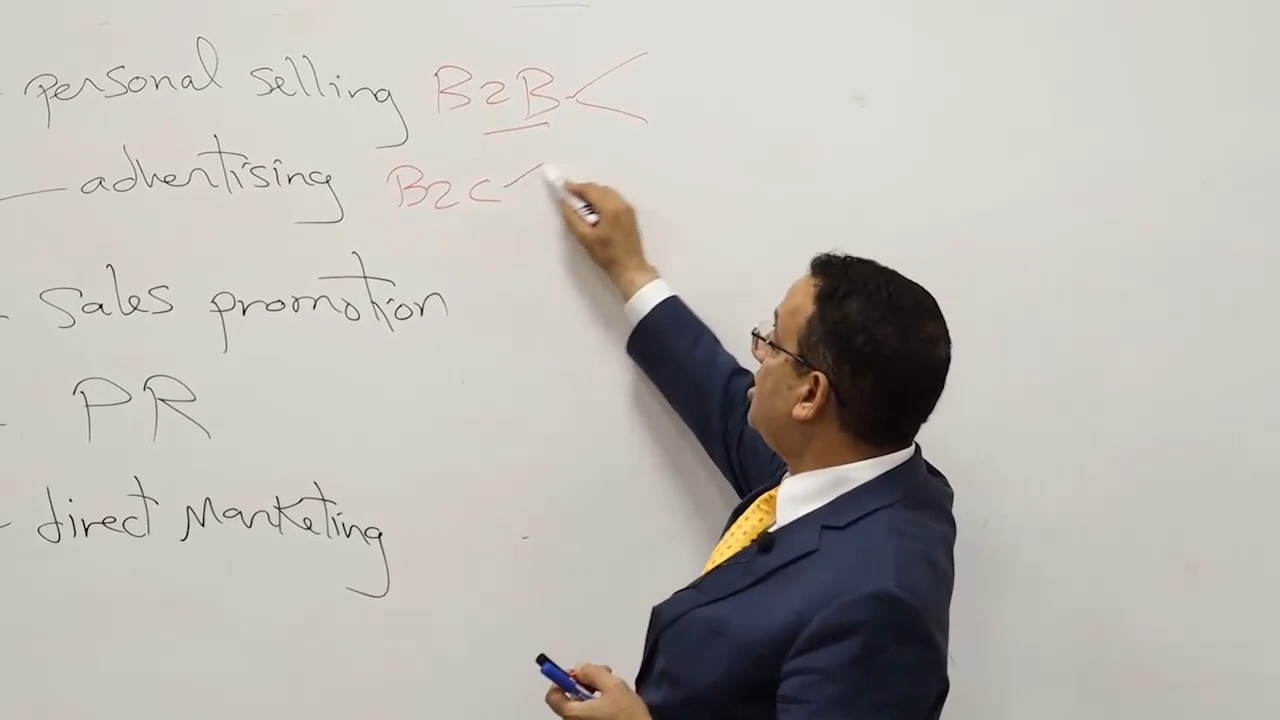 - personal selling B2B <
- advertising B2C
- sales promotion
- PR
- direct Marketing